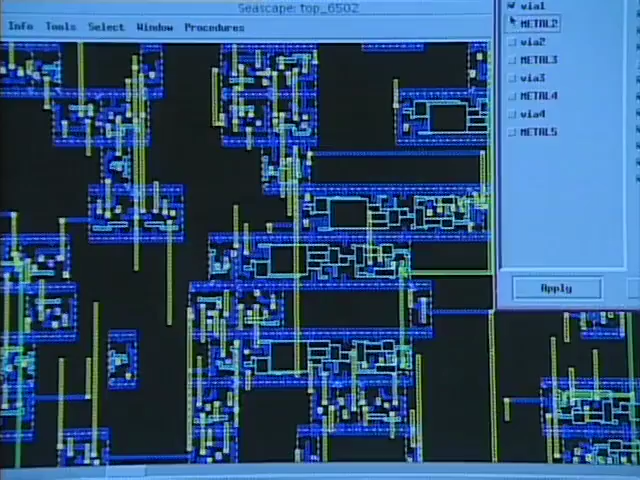 Seascape: top_6502
Info Tools Select Window Procedures
via1
METAL2
via2
METAL3
via3
METAL4
via4
METAL5
Apply